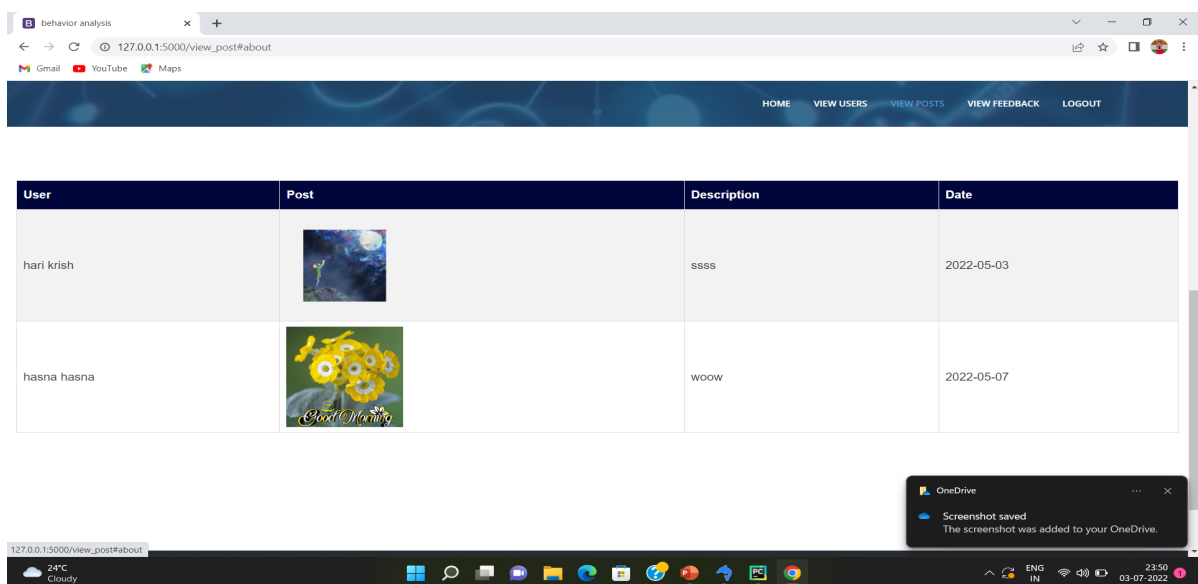 behavior analysis
127.0.0.1:5000/view_post#about
Gmail YouTube Maps
HOME VIEW USERS VIEW POSTS VIEW FEEDBACK LOGOUT
User Post Description Date
hari krish ssss 2022-05-03
hasna hasna woow 2022-05-07
Good Morning
OneDrive
Screenshot saved
The screenshot was added to your OneDrive.
127.0.0.1:5000/view_post#about
24°C
Cloudy
ENG
IN
23:50
03-07-2022
1